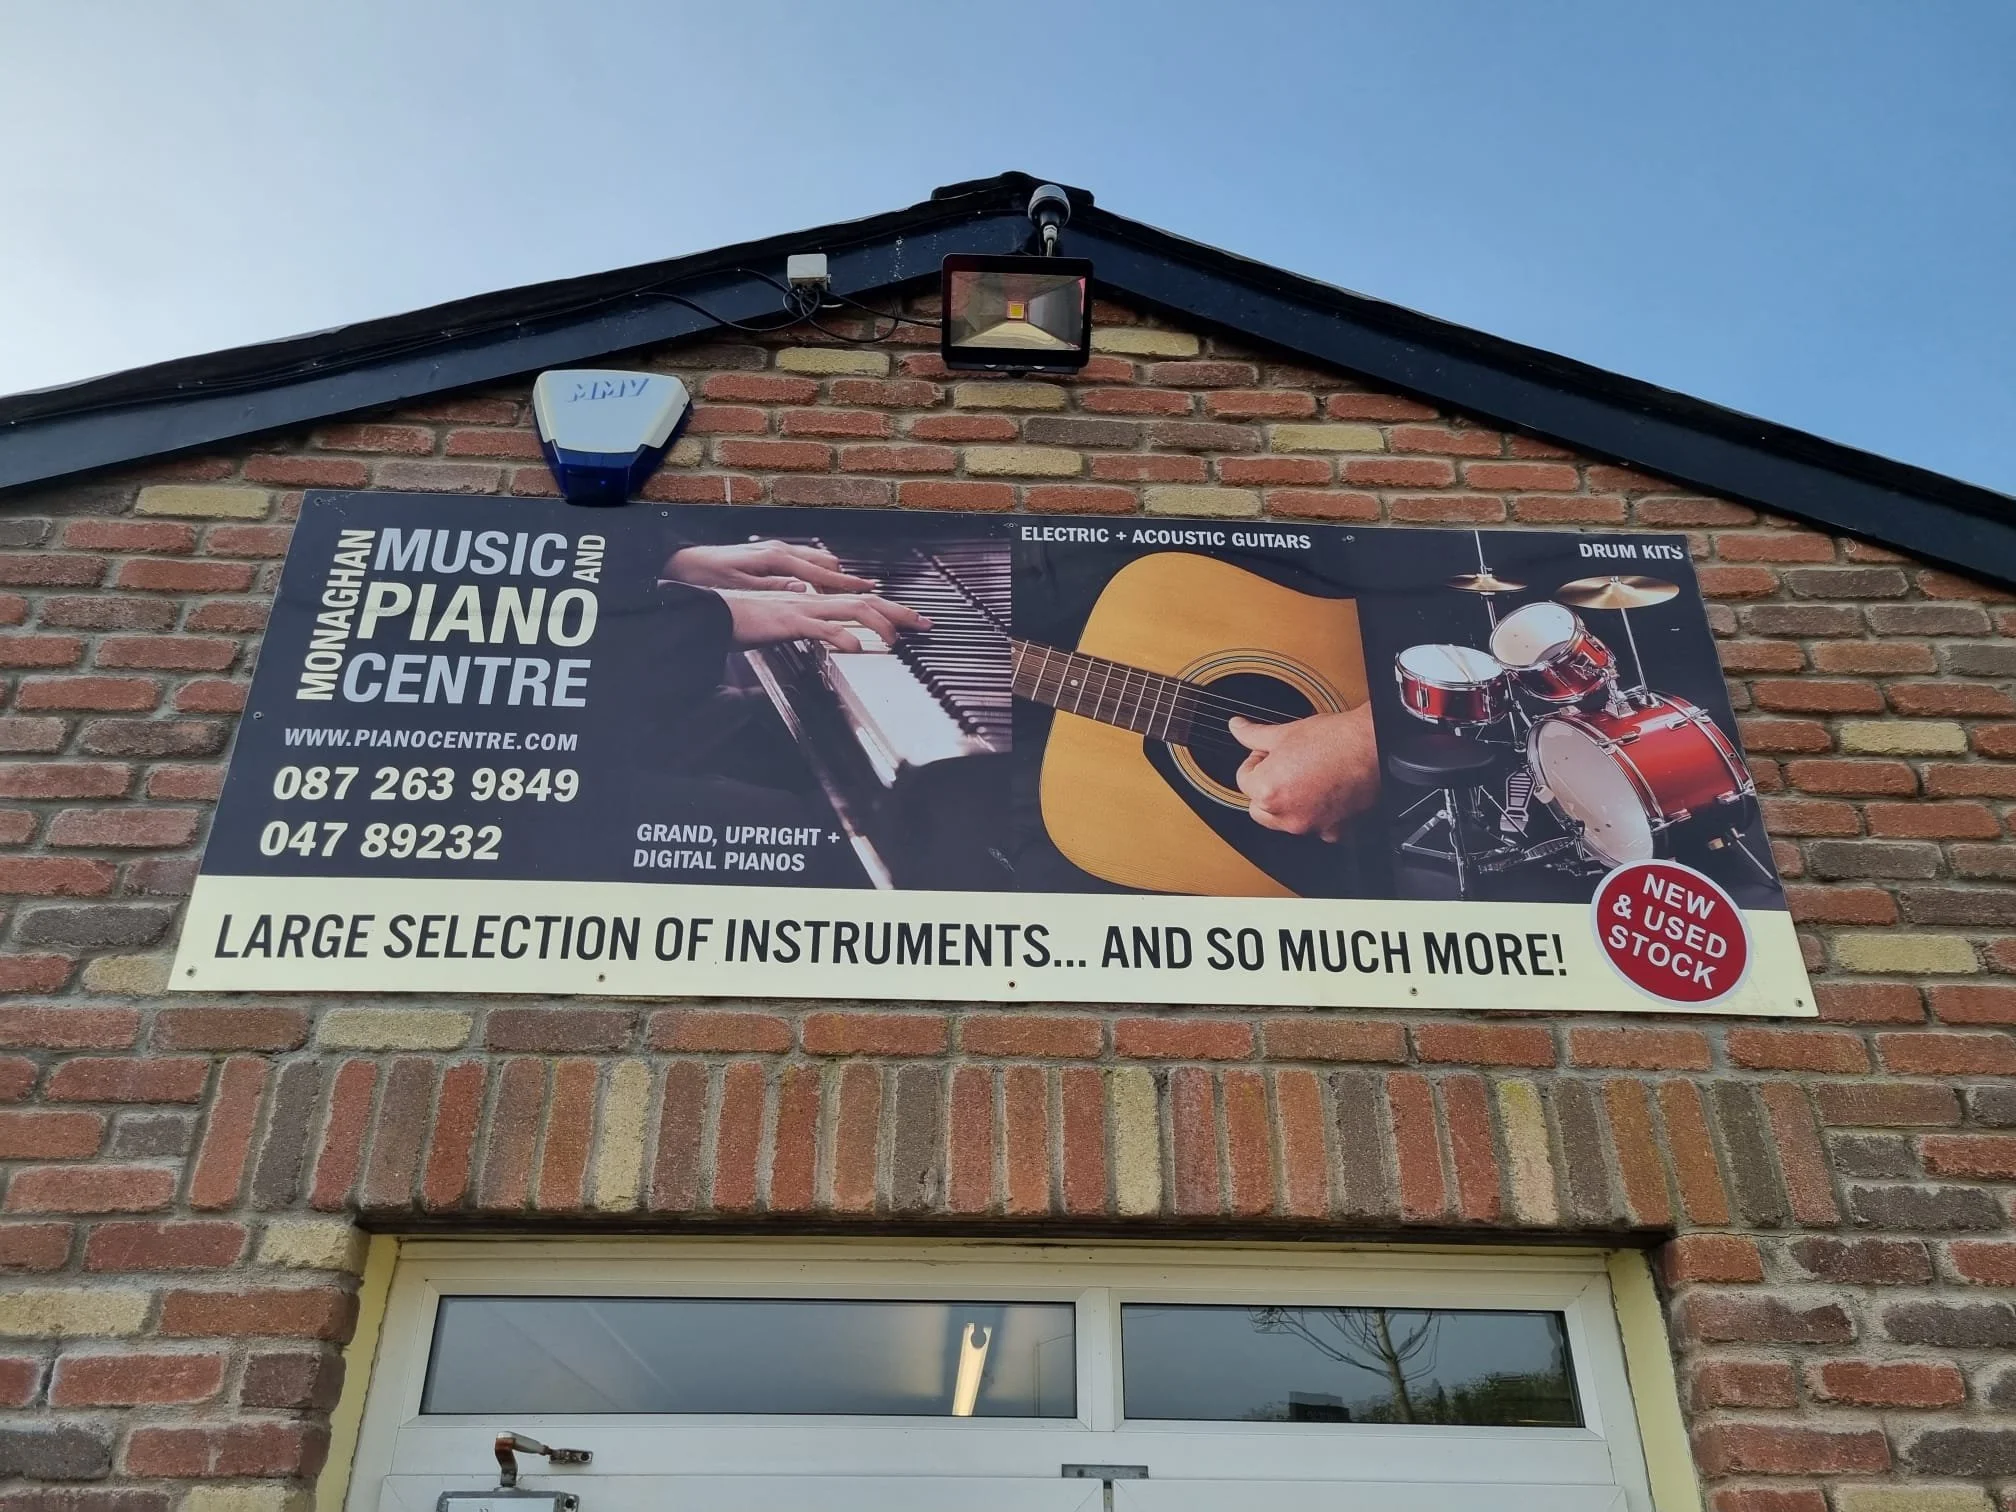 MMV
MONAGHAN
MUSIC AND
PIANO
CENTRE
WWW.PIANOCENTRE.COM
087 263 9849
047 89232
GRAND, UPRIGHT +
DIGITAL PIANOS
ELECTRIC + ACOUSTIC GUITARS
DRUM KITS
LARGE SELECTION OF INSTRUMENTS... AND SO MUCH MORE!
NEW
& USED
STOCK